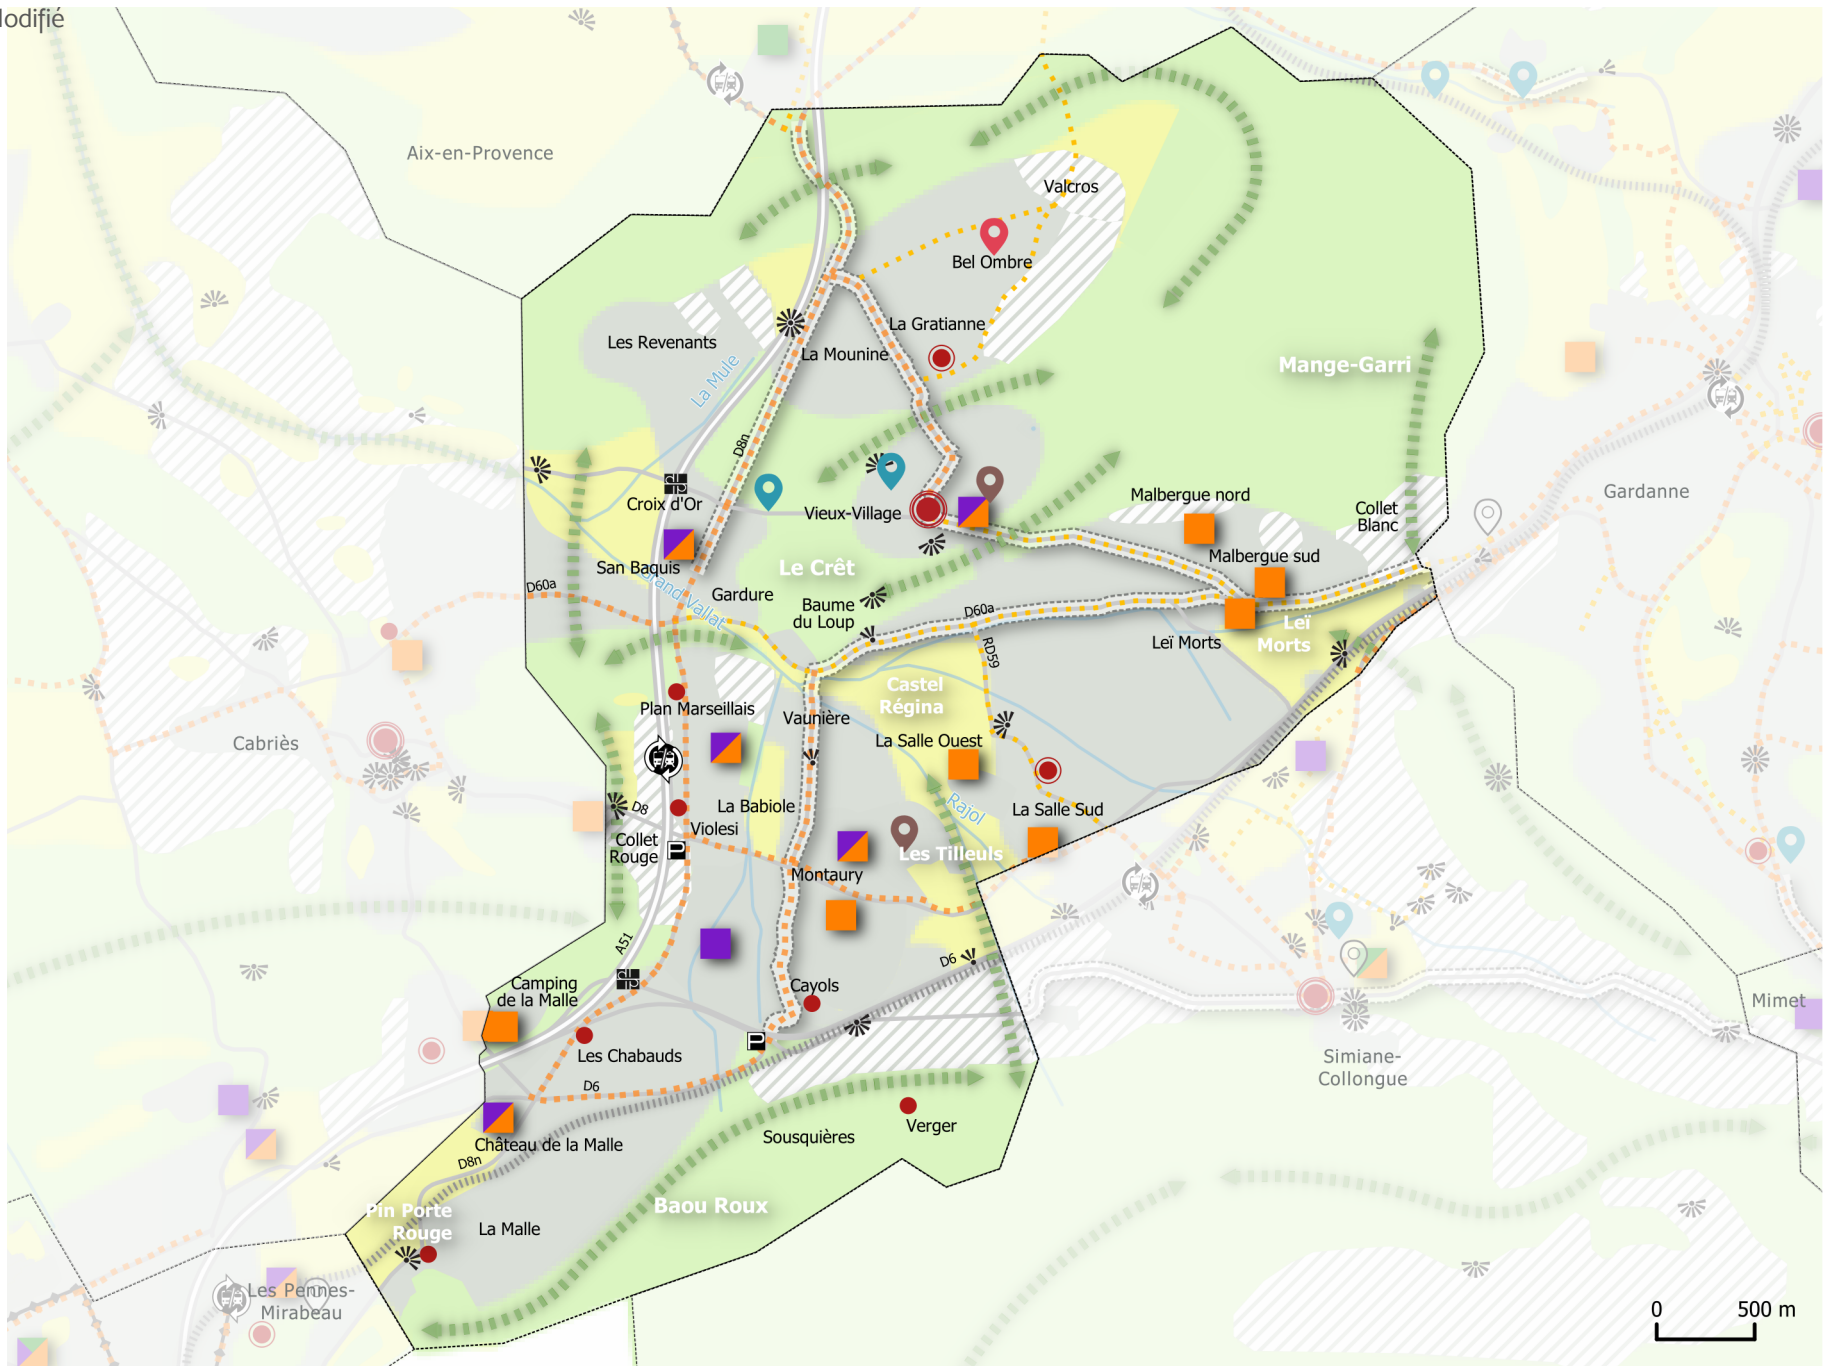 odifié
Aix-en-Provence
Valcros
Bel Ombre
La Gratianne
Les Revenants
La Mounine
La Mule
Mange-Garri
D8n
Croix d'Or
Vieux-Village
Malbergue nord
Collet
Blanc
Gardanne
Malbergue sud
San Baquis
Le Crêt
D60a
Grand Vallat
Gardure
Baume
du Loup
D60a
RD59
Leï Morts
Leï
Morts
Castel
Régina
Plan Marseillais
Vaunière
La Salle Ouest
Cabriès
D8
La Babiole
Rajol
La Salle Sud
Violesi
Collet
Rouge
Les Tilleuls
Montaury
A51
D6
Camping
de la Malle
Cayols
Mimet
Les Chabauds
Simiane-
Collongue
D6
Château de la Malle
Sousquières
Verger
D8n
Pin Porte
Rouge
La Malle
Baou Roux
Les Pennes-
Mirabeau
0
500 m